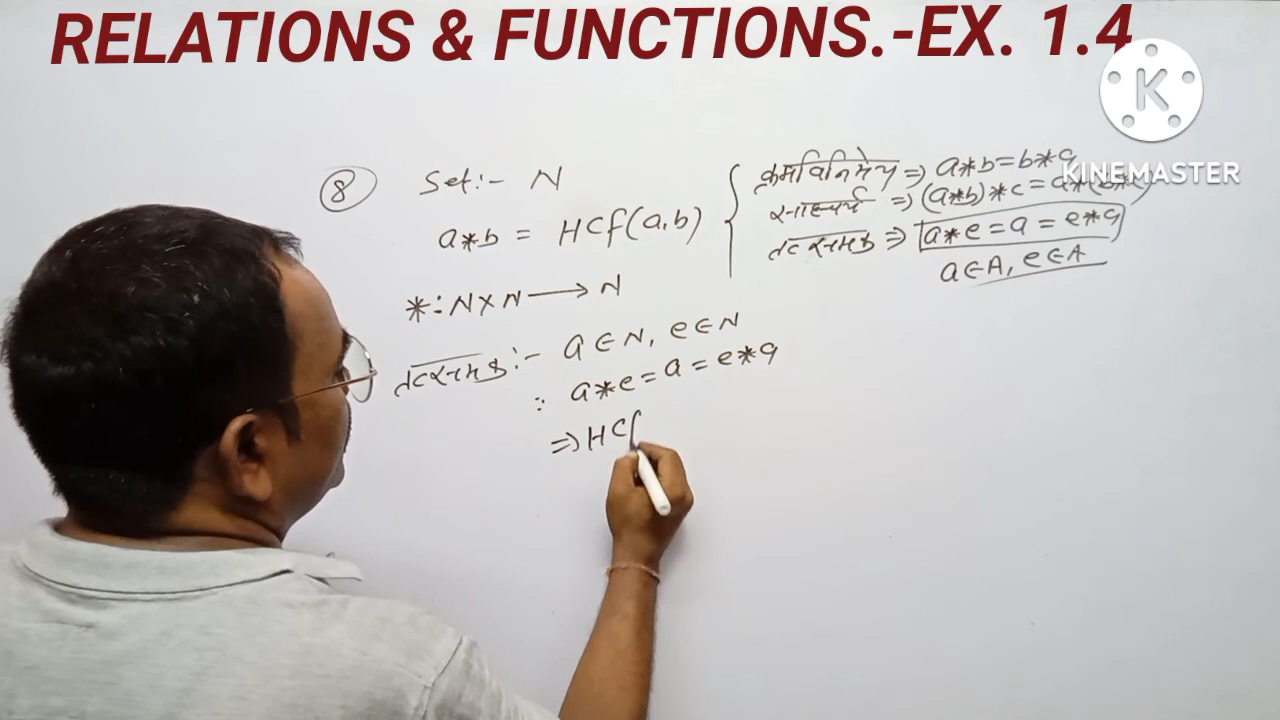 RELATIONS & FUNCTIONS.-EX. 1.4
K
KINEMASTER
⑧ Set:- N
a*b = HCf(a,b)
क्रमविनिमेय ⇒ a*b = b*a
साहचर्य ⇒ (a*b)*c = a*(b*c)
तत्समक ⇒ a*e = a = e*a
a∈A, e∈A
*: N×N ⟶ N
तत्समक :- a∈N, e∈N
∵ a*e = a = e*a
⇒ HCf